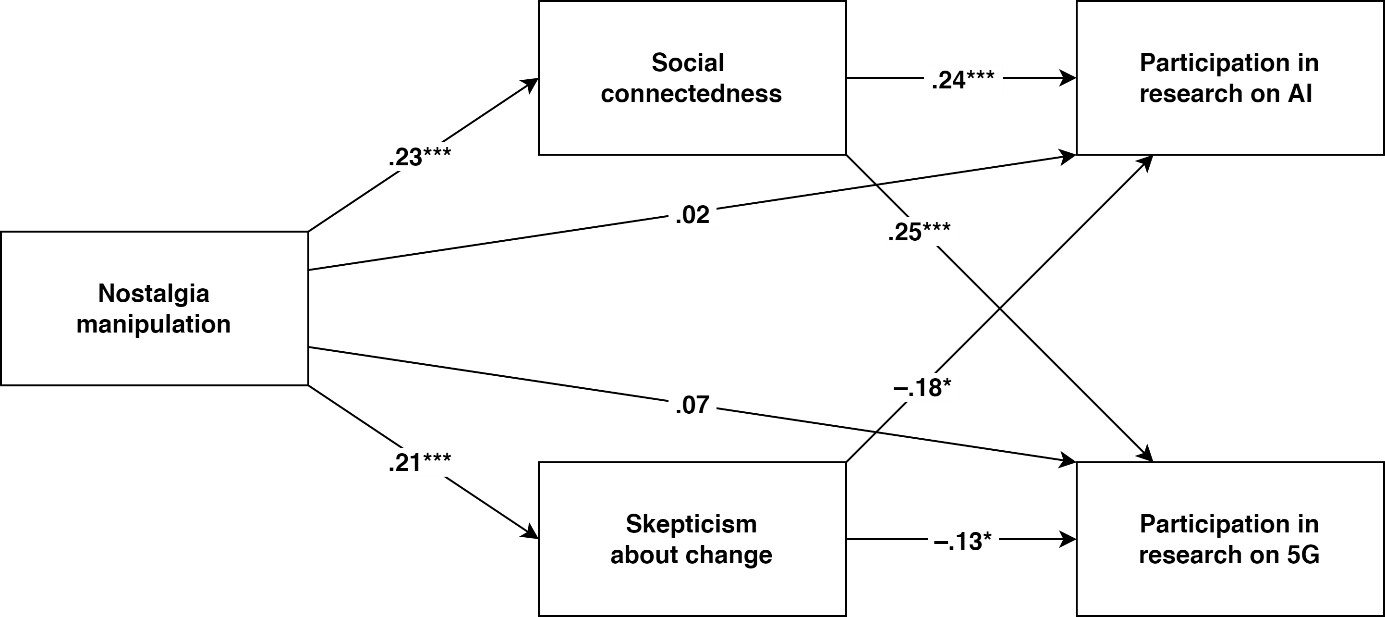 Social
connectedness
.24***
Participation in
research on AI
.23***
.02
.25***
Nostalgia
manipulation
–.18*
.07
.21***
Skepticism
about change
–.13*
Participation in
research on 5G